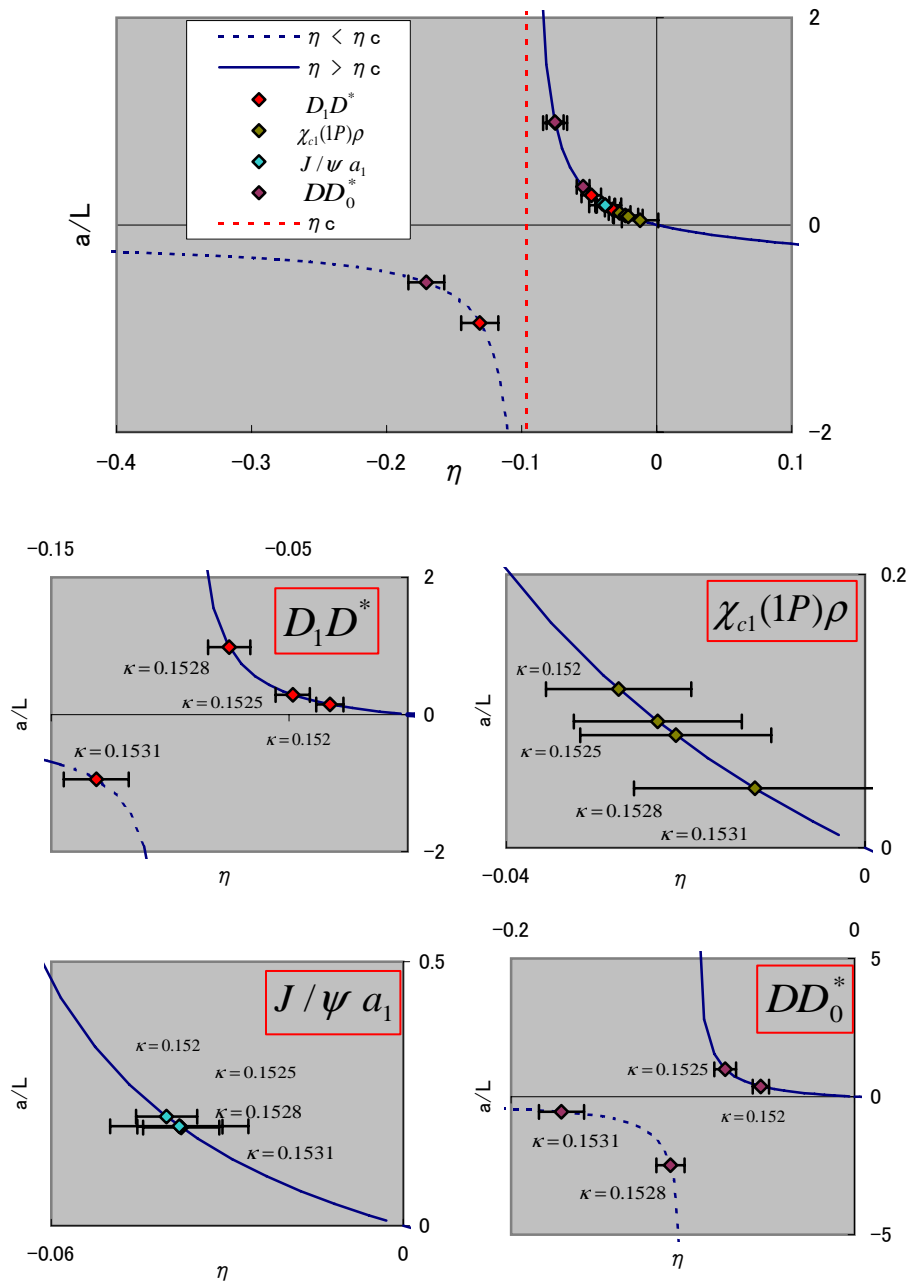 2
η < ηc
η > ηc
D₁D*
χc1(1P)ρ
J/ψ a₁
DD₀*
ηc
a/L
0
-2
-0.4 -0.3 -0.2 -0.1 0 0.1
η
-0.15 -0.05
2
D₁D*
κ=0.1528
κ=0.1525
a/L
0
κ=0.152
κ=0.1531
-2
η
0.2
χc1(1P)ρ
κ=0.152
a/L
κ=0.1525
κ=0.1528
κ=0.1531
0
-0.04 η 0
0.5
J/ψ a₁
κ=0.152
κ=0.1525
a/L
κ=0.1528
κ=0.1531
0
-0.06 0
η
-0.2 0
5
DD₀*
κ=0.1525
a/L
0
κ=0.152
κ=0.1531
κ=0.1528
-5
η